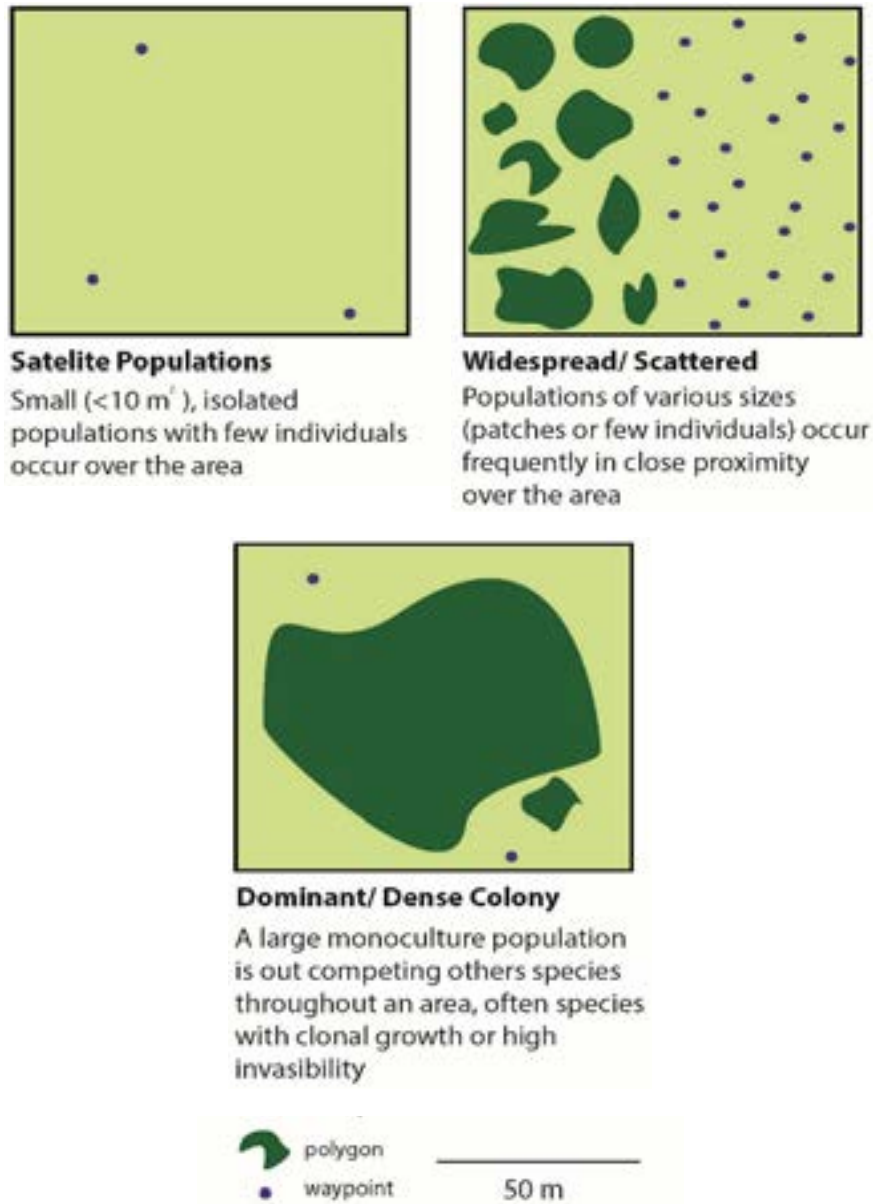 Satelite Populations
Small (<10 m²), isolated
populations with few individuals
occur over the area
Widespread/ Scattered
Populations of various sizes
(patches or few individuals) occur
frequently in close proximity
over the area
Dominant/ Dense Colony
A large monoculture population
is out competing others species
throughout an area, often species
with clonal growth or high
invasibility
polygon
waypoint
50 m